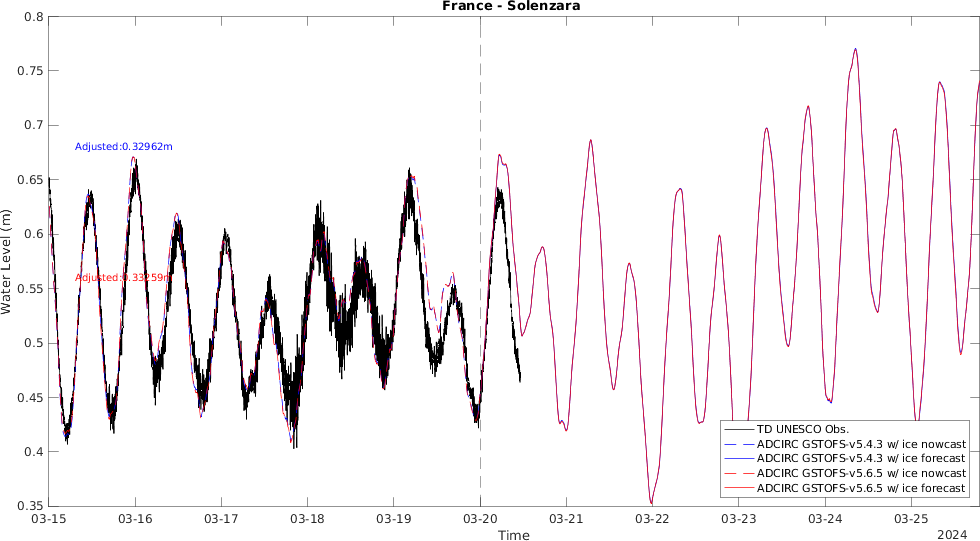 France - Solenzara
0.8
0.75
0.7
0.65
0.6
0.55
0.5
0.45
0.4
0.35
Water Level (m)
Adjusted:0.32962m
Adjusted:0.33259m
TD UNESCO Obs.
ADCIRC GSTOFS-v5.4.3 w/ ice nowcast
ADCIRC GSTOFS-v5.4.3 w/ ice forecast
ADCIRC GSTOFS-v5.6.5 w/ ice nowcast
ADCIRC GSTOFS-v5.6.5 w/ ice forecast
03-15 03-16 03-17 03-18 03-19 03-20 03-21 03-22 03-23 03-24 03-25
Time
2024